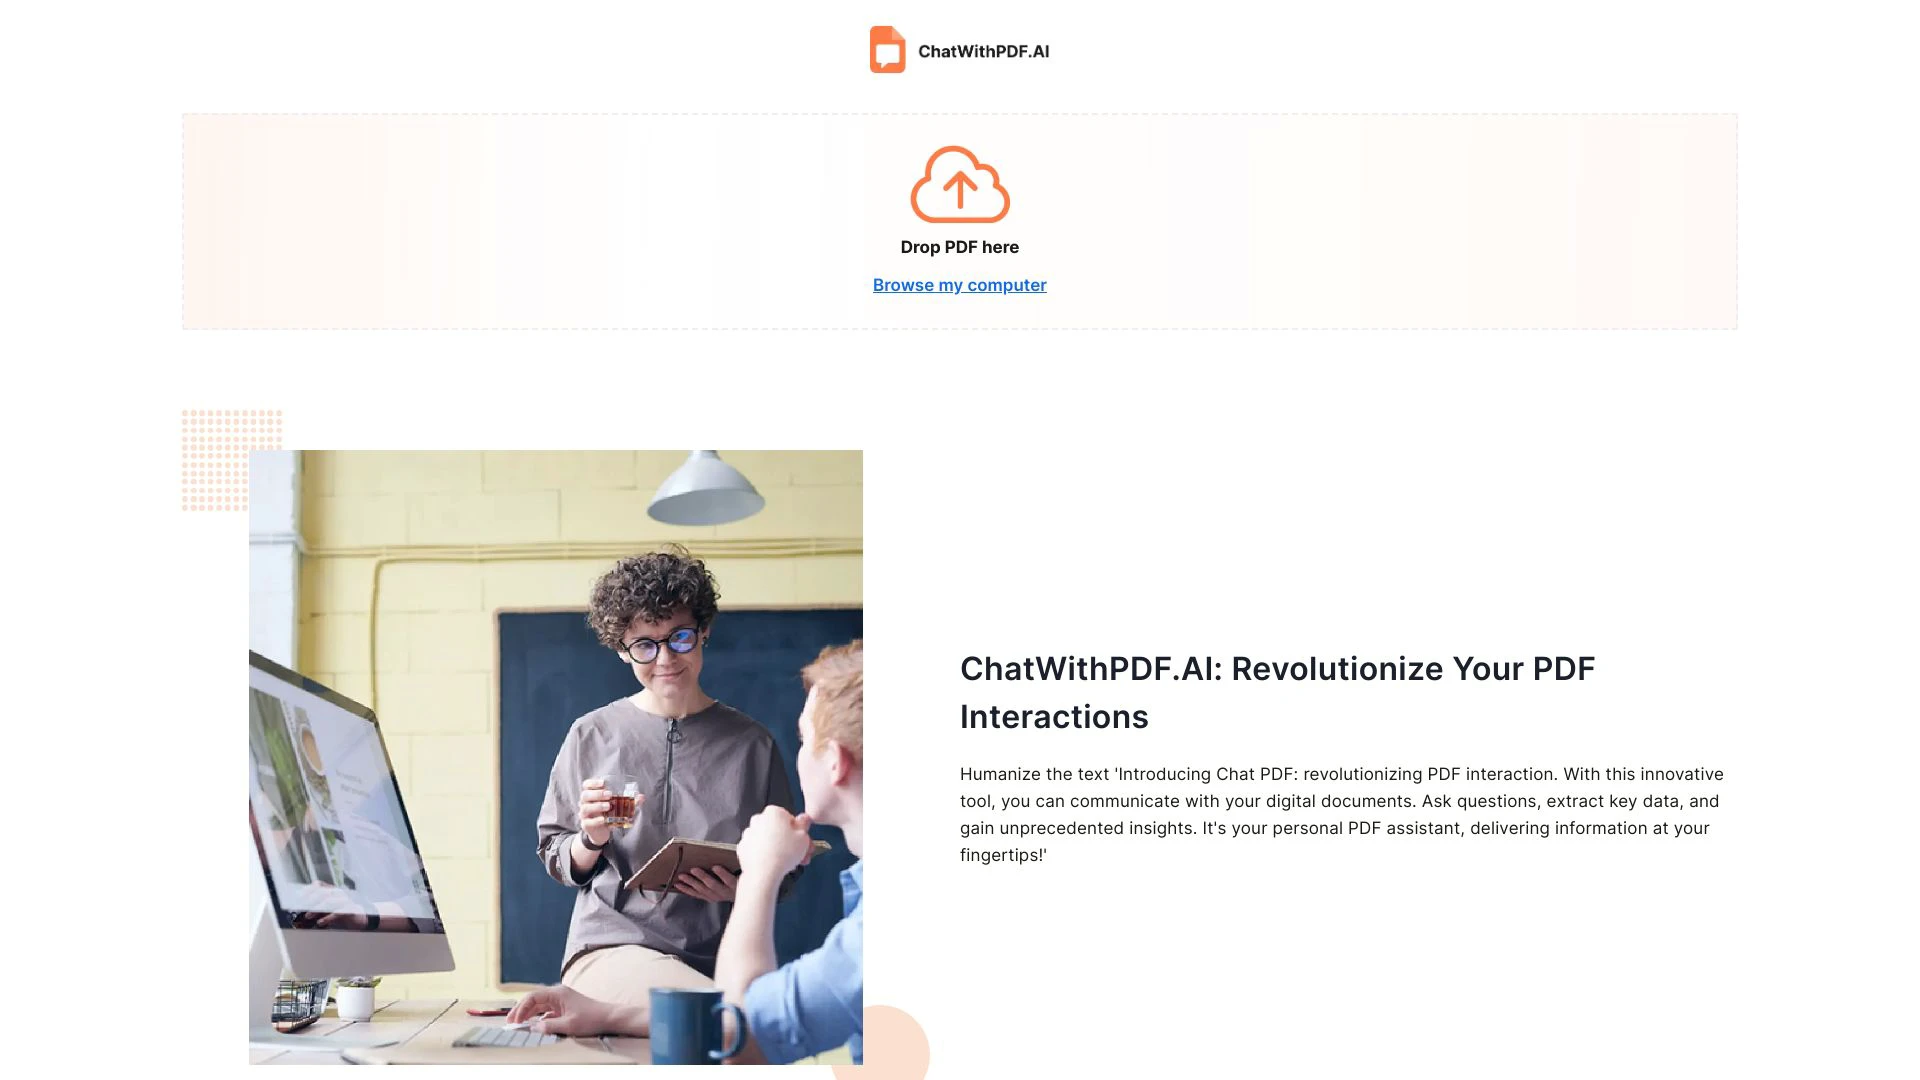 ChatWithPDF.AI
Drop PDF here
Browse my computer
ChatWithPDF.AI: Revolutionize Your PDF
Interactions
Humanize the text 'Introducing Chat PDF: revolutionizing PDF interaction. With this innovative
tool, you can communicate with your digital documents. Ask questions, extract key data, and
gain unprecedented insights. It's your personal PDF assistant, delivering information at your
fingertips!'